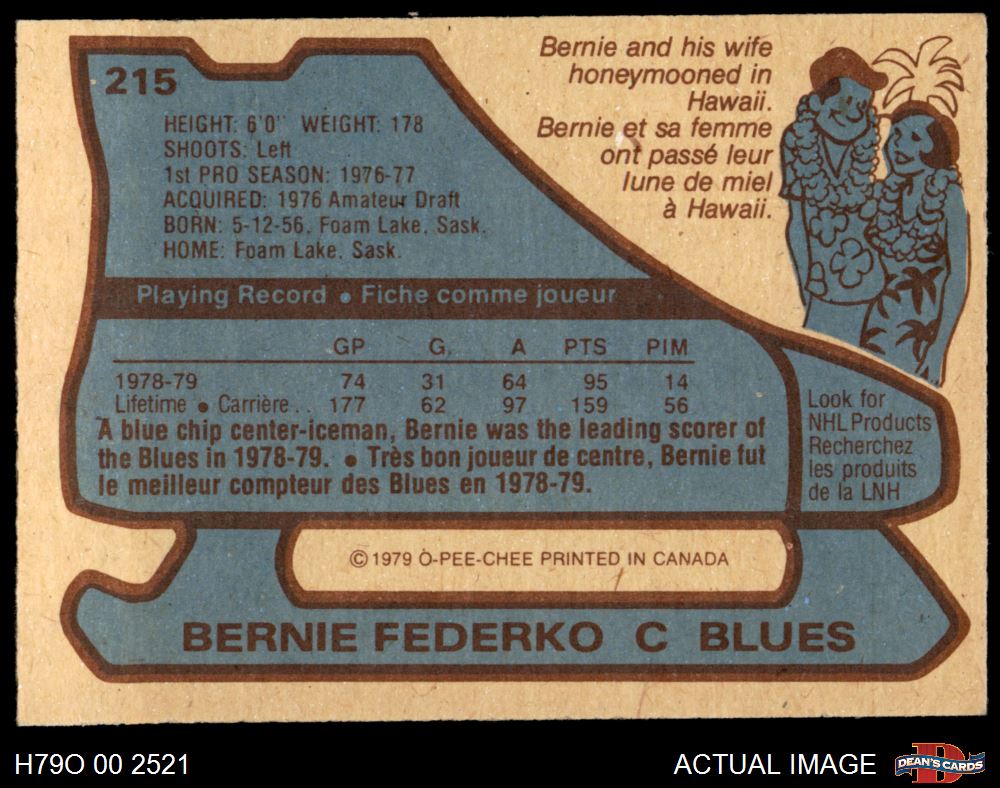 215
HEIGHT: 6'0" WEIGHT: 178
SHOOTS: Left
1st PRO SEASON: 1976-77
ACQUIRED: 1976 Amateur Draft
BORN: 5-12-56, Foam Lake, Sask.
HOME: Foam Lake, Sask.
Bernie and his wife
honeymooned in
Hawaii.
Bernie et sa femme
ont passé leur
lune de miel
à Hawaii.
Playing Record • Fiche comme joueur
GP G. A PTS PIM
1978-79 74 31 64 95 14
Lifetime • Carrière . . 177 62 97 159 56
A blue chip center-iceman, Bernie was the leading scorer of
the Blues in 1978-79. • Très bon joueur de centre, Bernie fut
le meilleur compteur des Blues en 1978-79.
Look for
NHL Products
Recherchez
les produits
de la LNH
© 1979 O-PEE-CHEE PRINTED IN CANADA
BERNIE FEDERKO C BLUES
H79O 00 2521
ACTUAL IMAGE
D
DEAN'S CARDS